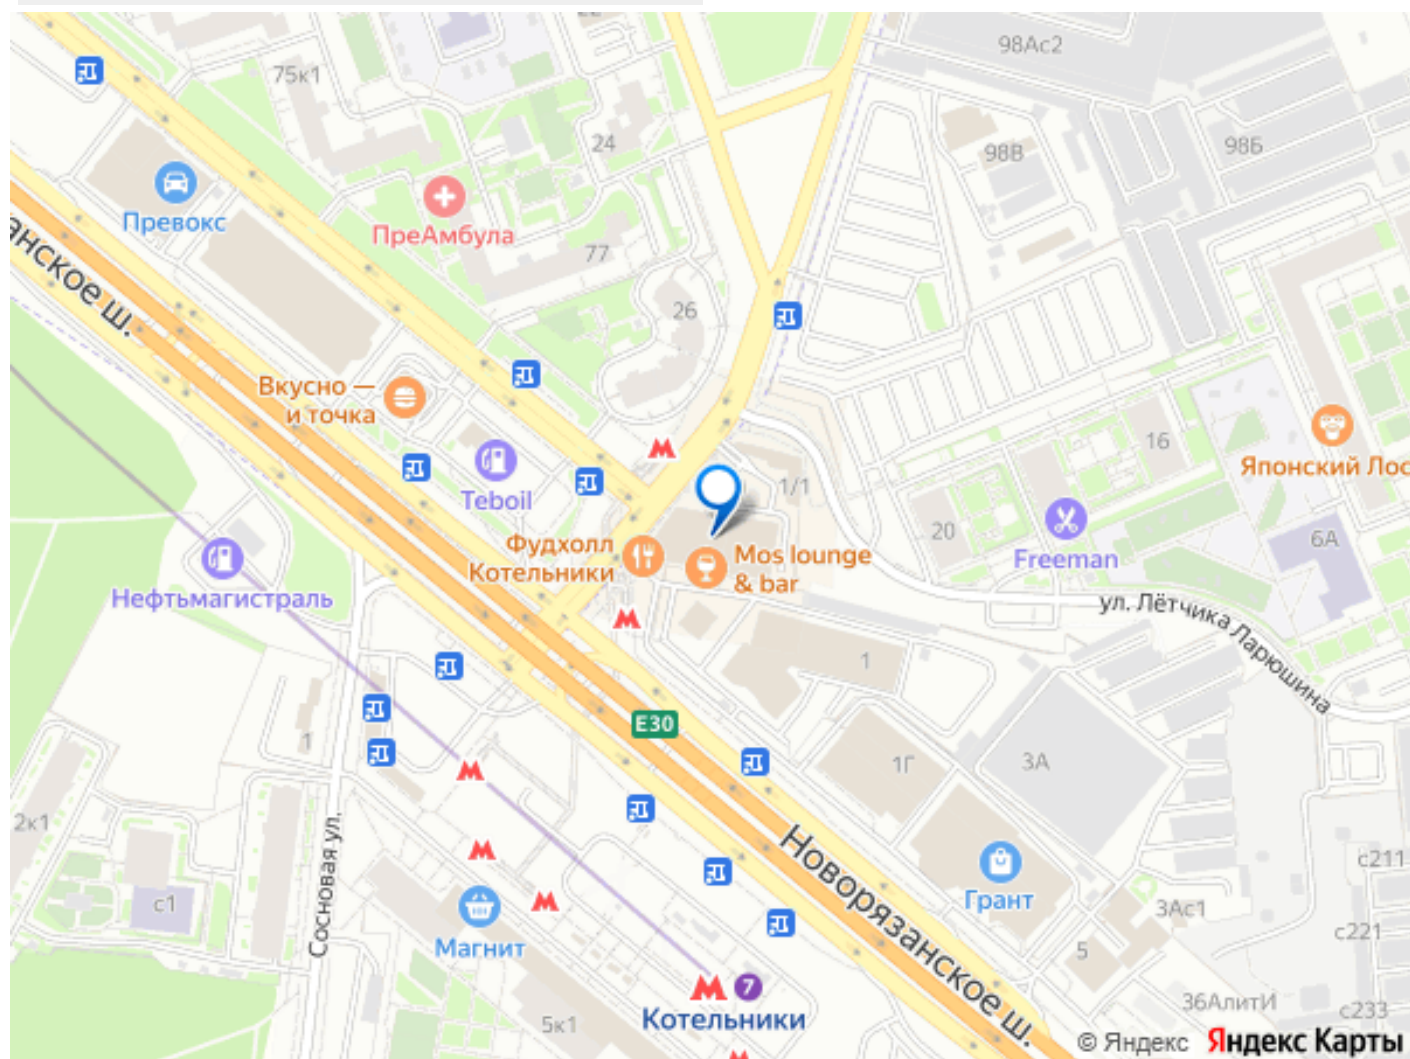 98Ас2
75к1
24
98В
98Б
Превокс
ПреАмбула
77
анское ш.
26
Вкусно —
и точка
16
Японский Лос
1/1
Teboil
20
6А
Фудхолл
Котельники
Mos lounge
& bar
Freeman
Нефтьмагистраль
ул. Лётчика Ларюшина
1
E30
1
1Г
3А
2к1
Сосновая ул.
Новорязанское ш.
с211
Грант
с1
3Ас1
Магнит
с221
5
7
Котельники
5к1
36АлитИ
с233
© Яндекс Яндекс Карты